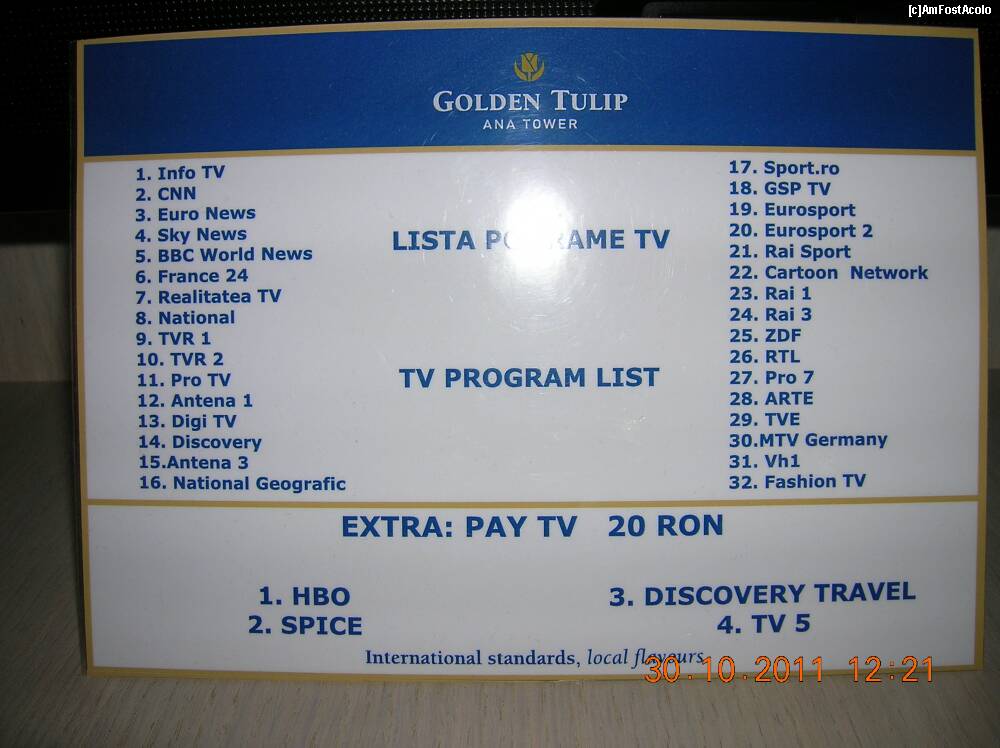 [c]AmFostAcolo
GOLDEN TULIP
ANA TOWER
1. Info TV
2. CNN
3. Euro News
4. Sky News
5. BBC World News
6. France 24
7. Realitatea TV
8. National
9. TVR 1
10. TVR 2
11. Pro TV
12. Antena 1
13. Digi TV
14. Discovery
15.Antena 3
16. National Geografic
LISTA TV
TV PROGRAM LIST
17. Sport.ro
18. GSP TV
19. Eurosport
20. Eurosport 2
21. Rai Sport
22. Cartoon Network
23. Rai 1
24. Rai 3
25. ZDF
26. RTL
27. Pro 7
28. ARTE
29. TVE
30.MTV Germany
31. Vh1
32. Fashion TV
EXTRA: PAY TV 20 RON
1. HBO
2. SPICE
3. DISCOVERY TRAVEL
4. TV 5
International standards, local flavours
30.10.2011 12:21